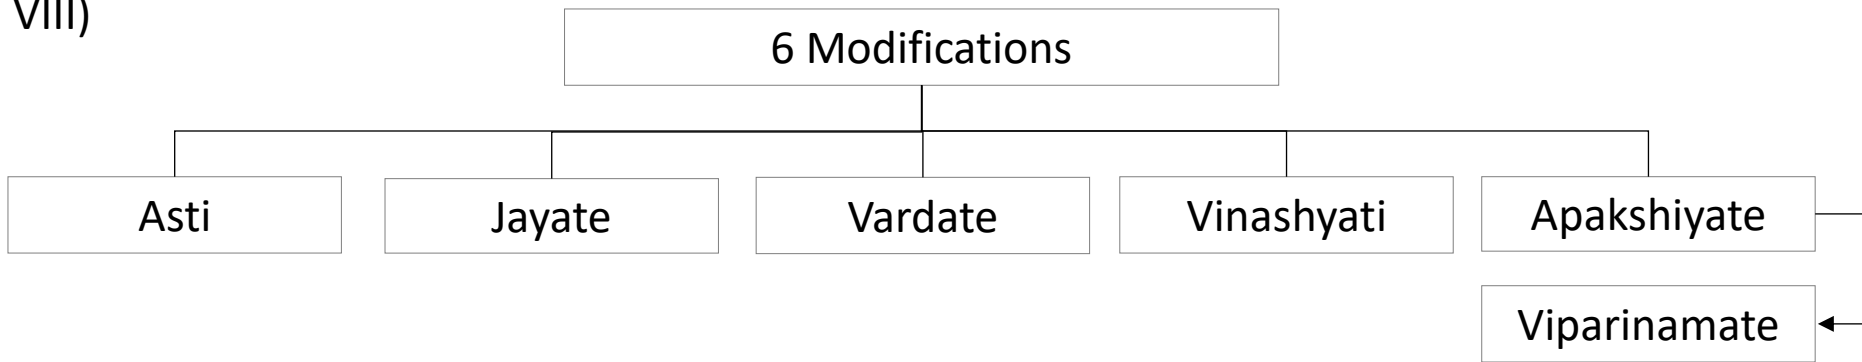 VIII)
6 Modifications
Asti
Jayate
Vardate
Vinashyati
Apakshiyate
Viparinamate